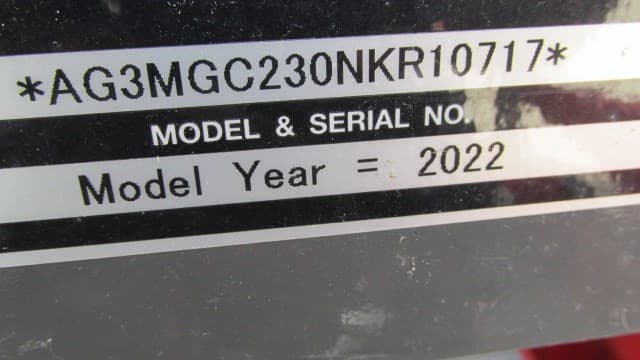 *AG3MGC230NKR10717*
MODEL & SERIAL NO.
Model Year = 2022